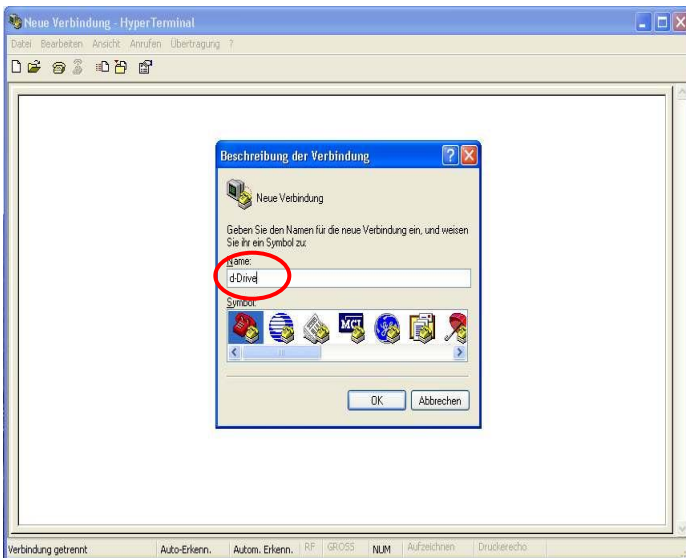 Neue Verbindung - HyperTerminal
Datei Bearbeiten Ansicht Anrufen Übertragung ?
Beschreibung der Verbindung
Neue Verbindung
Geben Sie den Namen für die neue Verbindung ein, und weisen
Sie ihr ein Symbol zu:
Name:
d-Drive
Symbol:
MCI
OK Abbrechen
Verbindung getrennt Auto-Erkenn. Autom. Erkenn. RF GROSS NUM Aufzeichnen Druckerecho